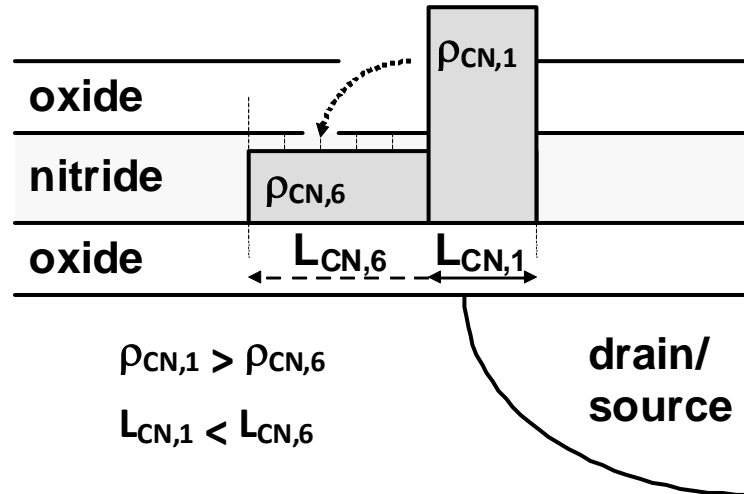 oxide
ρCN,1
nitride
ρCN,6
oxide
LCN,6
LCN,1
ρCN,1 > ρCN,6
LCN,1 < LCN,6
drain/
source